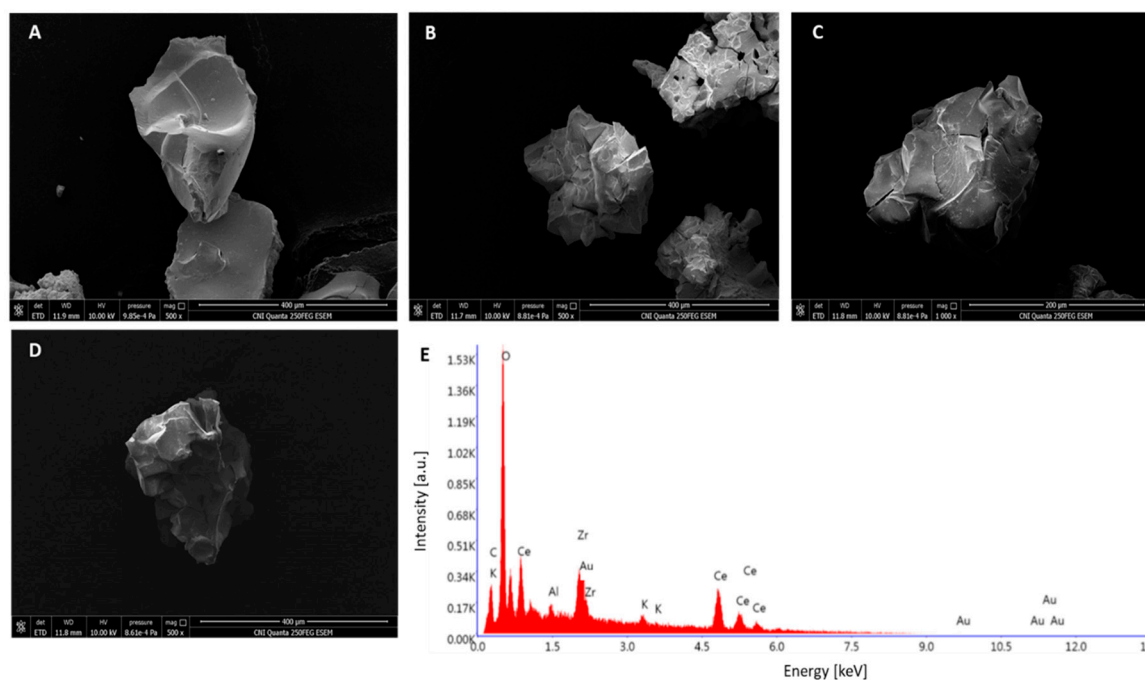 A
det WD HV pressure mag
ETD 11.9 mm 10.00 kV 9.85e-4 Pa 500 x
400 µm
CNI Quanta 250FEG ESEM
B
det WD HV pressure mag
ETD 11.7 mm 10.00 kV 8.81e-4 Pa 500 x
400 µm
CNI Quanta 250FEG ESEM
C
det WD HV pressure mag
ETD 11.8 mm 10.00 kV 8.81e-4 Pa 1 000 x
200 µm
CNI Quanta 250FEG ESEM
D
det WD HV pressure mag
ETD 11.8 mm 10.00 kV 8.61e-4 Pa 500 x
400 µm
CNI Quanta 250FEG ESEM
E
Intensity [a.u.]
1.53K
1.36K
1.19K
1.02K
0.85K
0.68K
0.51K
0.34K
0.17K
0.00K
O
C
K
Ce
Al
Zr
Au
Zr
K
K
Ce
Ce
Ce
Ce
Au
Au
Au
Au
0.0 1.5 3.0 4.5 6.0 7.5 9.0 10.5 12.0
Energy [keV]